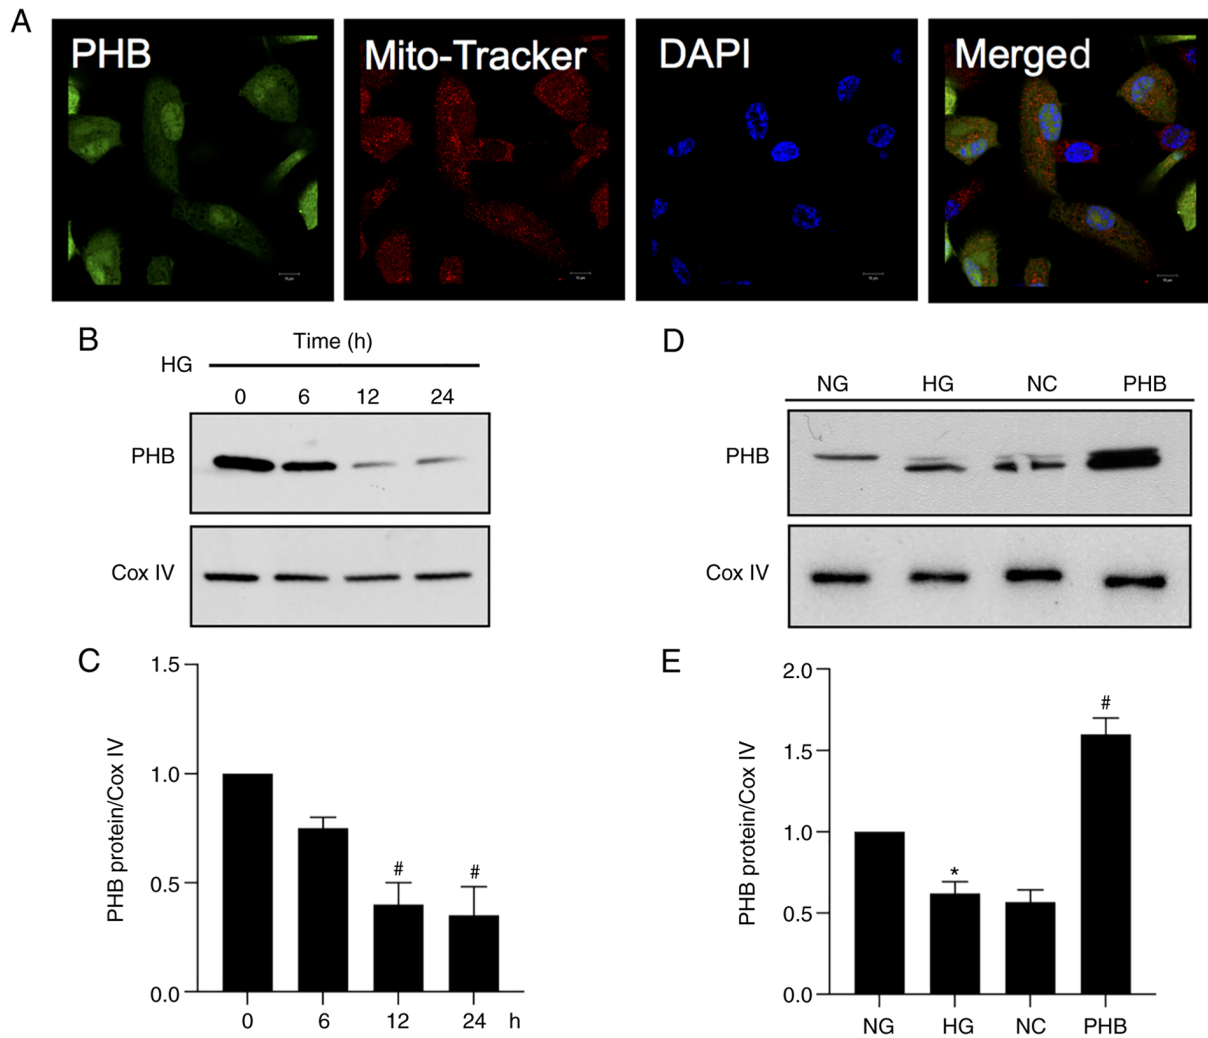 A
PHB
Mito-Tracker
DAPI
Merged
B
Time (h)
HG
0 6 12 24
PHB
Cox IV
C
PHB protein/Cox IV
1.5
1.0
0.5
0.0
# #
0 6 12 24 h
D
NG HG NC PHB
PHB
Cox IV
E
PHB protein/Cox IV
2.0
1.5
1.0
0.5
0.0
* #
NG HG NC PHB